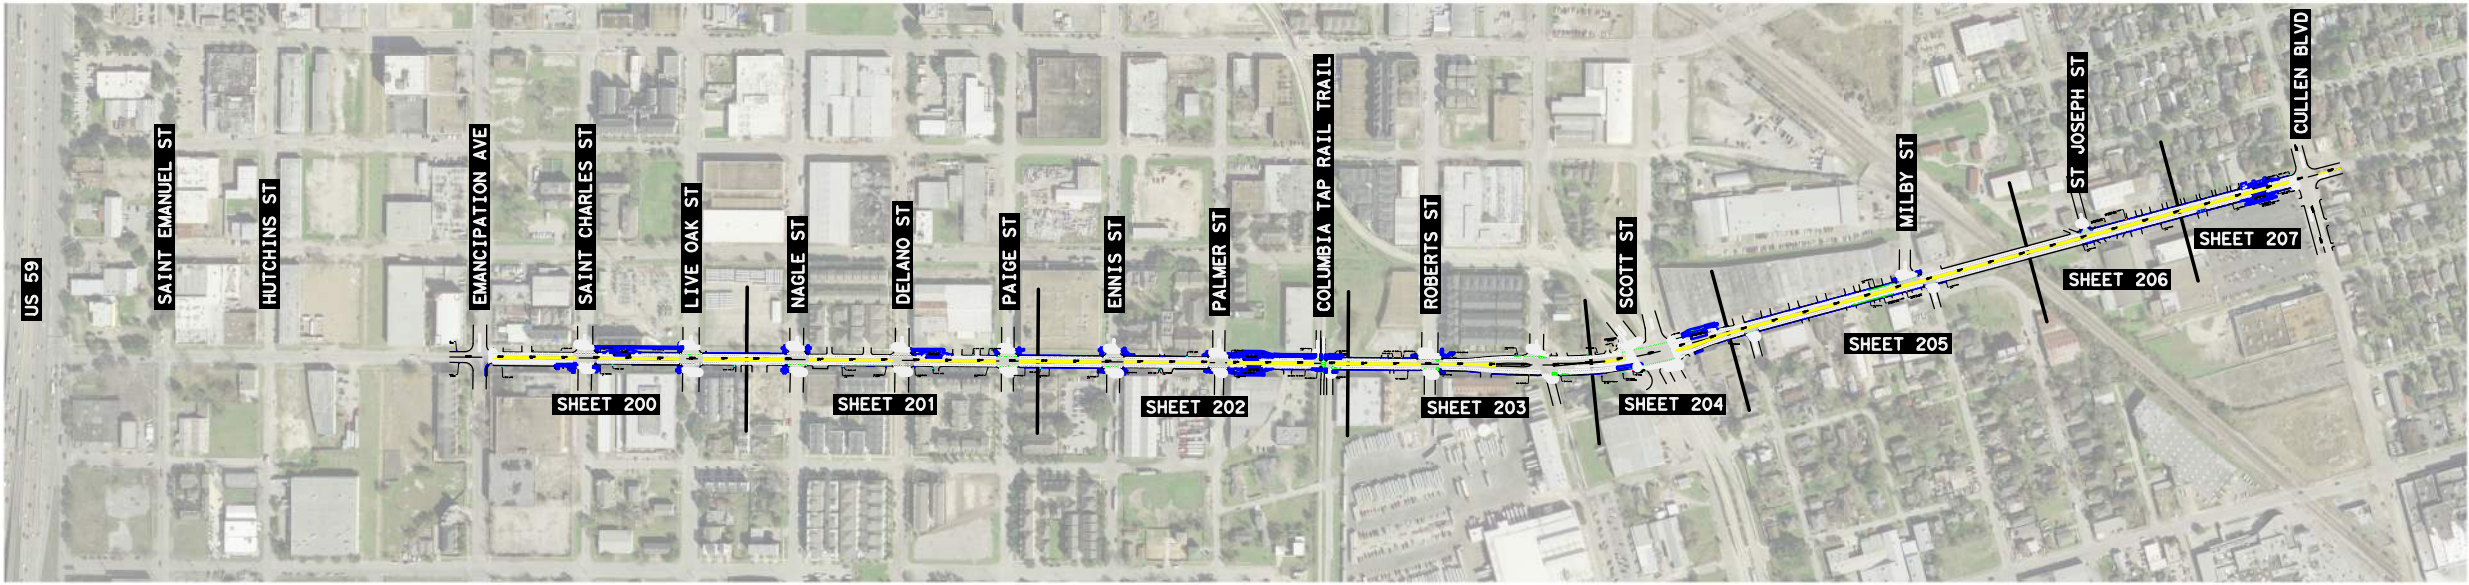 US 59
SAINT EMANUEL ST
HUTCHINS ST
EMANCIPATION AVE
SAINT CHARLES ST
LIVE OAK ST
NAGLE ST
DELANO ST
PAIGE ST
ENNIS ST
PALMER ST
COLUMBIA TAP RAIL TRAIL
ROBERTS ST
SCOTT ST
MILBY ST
ST JOSEPH ST
CULLEN BLVD
SHEET 200
SHEET 201
SHEET 202
SHEET 203
SHEET 204
SHEET 205
SHEET 206
SHEET 207